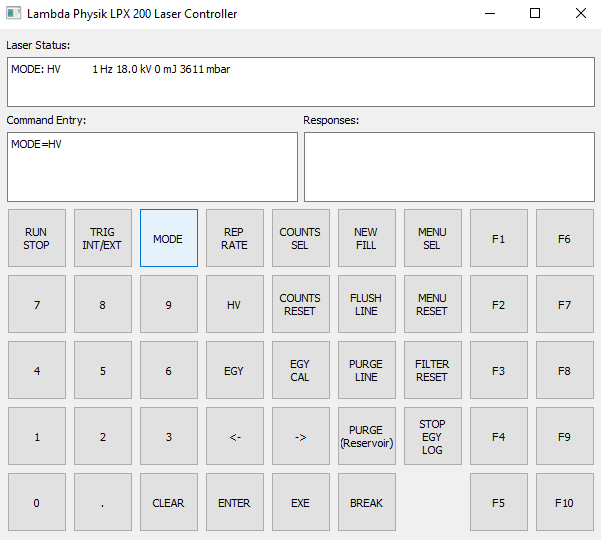 Lambda Physik LPX 200 Laser Controller
Laser Status:
MODE: HV 1 Hz 18.0 kV 0 mJ 3611 mbar
Command Entry:
Responses:
MODE=HV
RUN
STOP
TRIG
INT/EXT
MODE
REP
RATE
COUNTS
SEL
NEW
FILL
MENU
SEL
F1
F6
7
8
9
HV
COUNTS
RESET
FLUSH
LINE
MENU
RESET
F2
F7
4
5
6
EGY
EGY
CAL
PURGE
LINE
FILTER
RESET
F3
F8
1
2
3
<-
->
PURGE
(Reservoir)
STOP
EGY
LOG
F4
F9
0
.
CLEAR
ENTER
EXE
BREAK
F5
F10